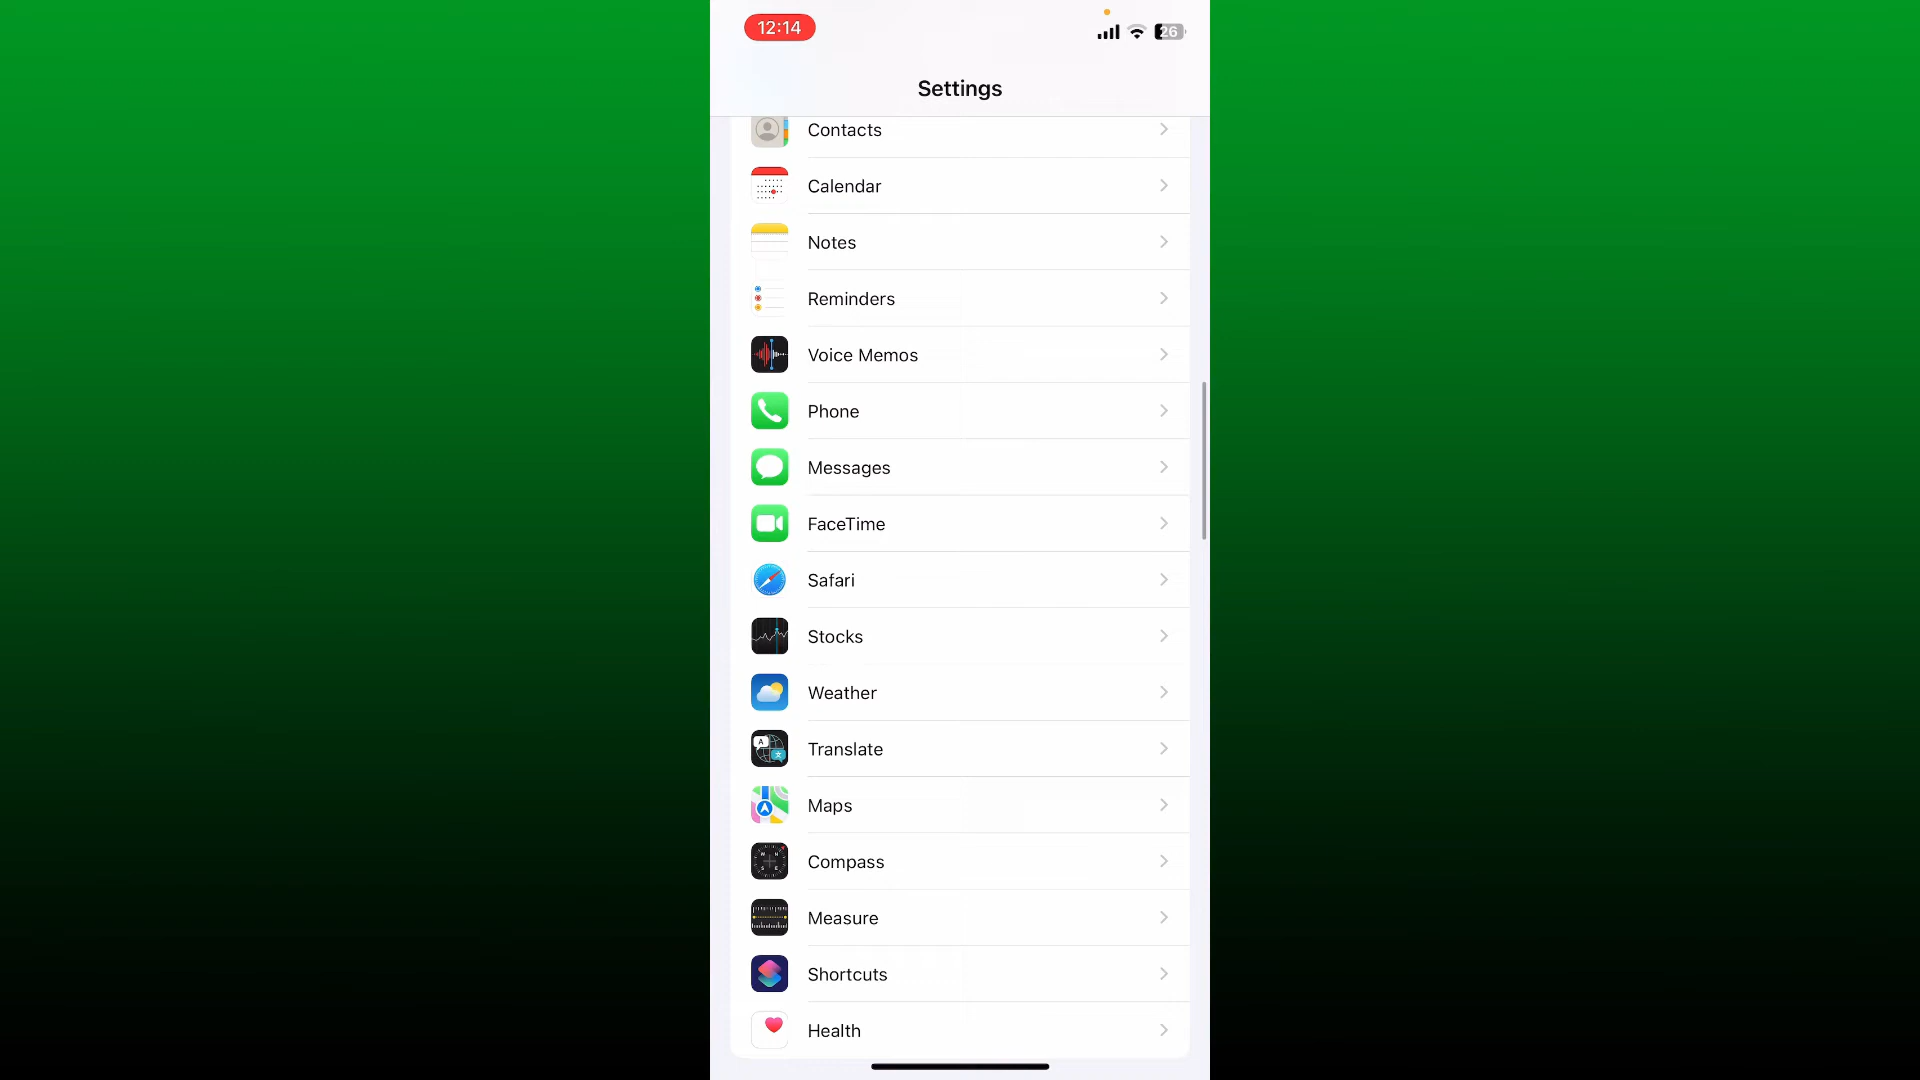 12:14
26
Settings
Contacts
Calendar
Notes
Reminders
Voice Memos
Phone
Messages
FaceTime
Safari
Stocks
Weather
Translate
Maps
Compass
Measure
Shortcuts
Health